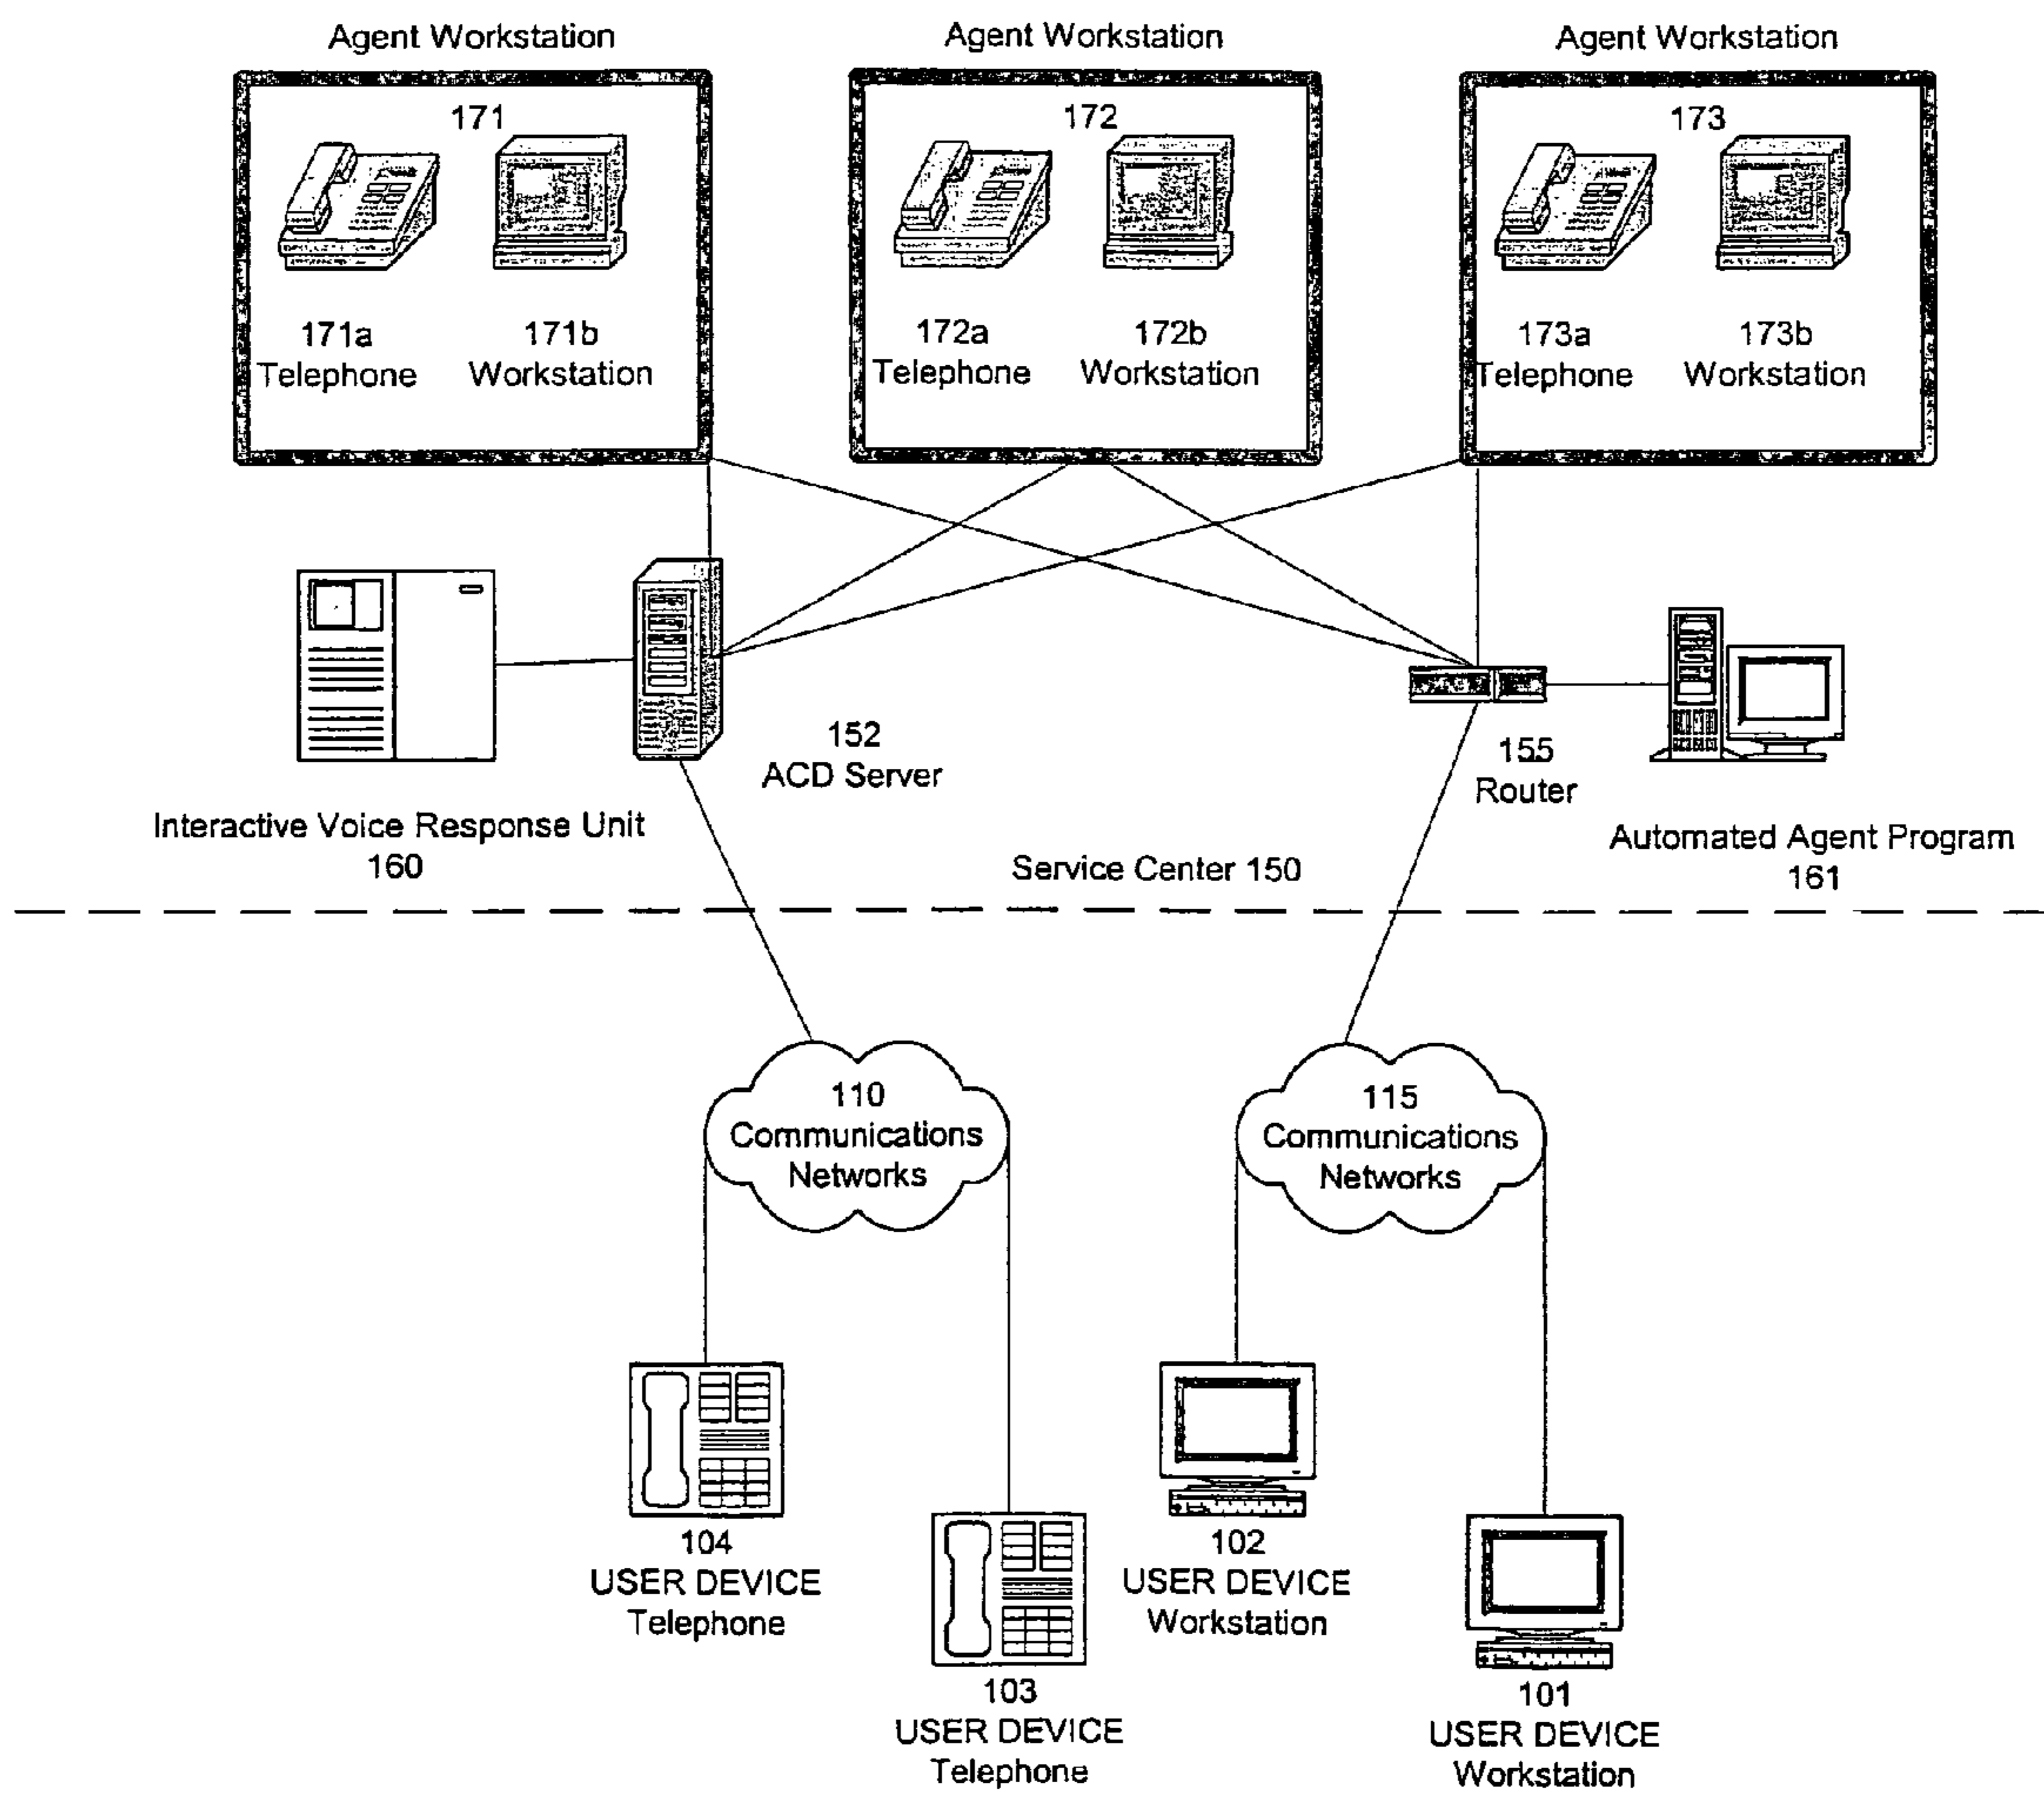 Agent Workstation
Agent Workstation
Agent Workstation
171
172
173
171a
Telephone
171b
Workstation
172a
Telephone
172b
Workstation
173a
Telephone
173b
Workstation
152
ACD Server
155
Router
Interactive Voice Response Unit
160
Service Center 150
Automated Agent Program
161
110
Communications
Networks
115
Communications
Networks
104
USER DEVICE
Telephone
102
USER DEVICE
Workstation
103
USER DEVICE
Telephone
101
USER DEVICE
Workstation